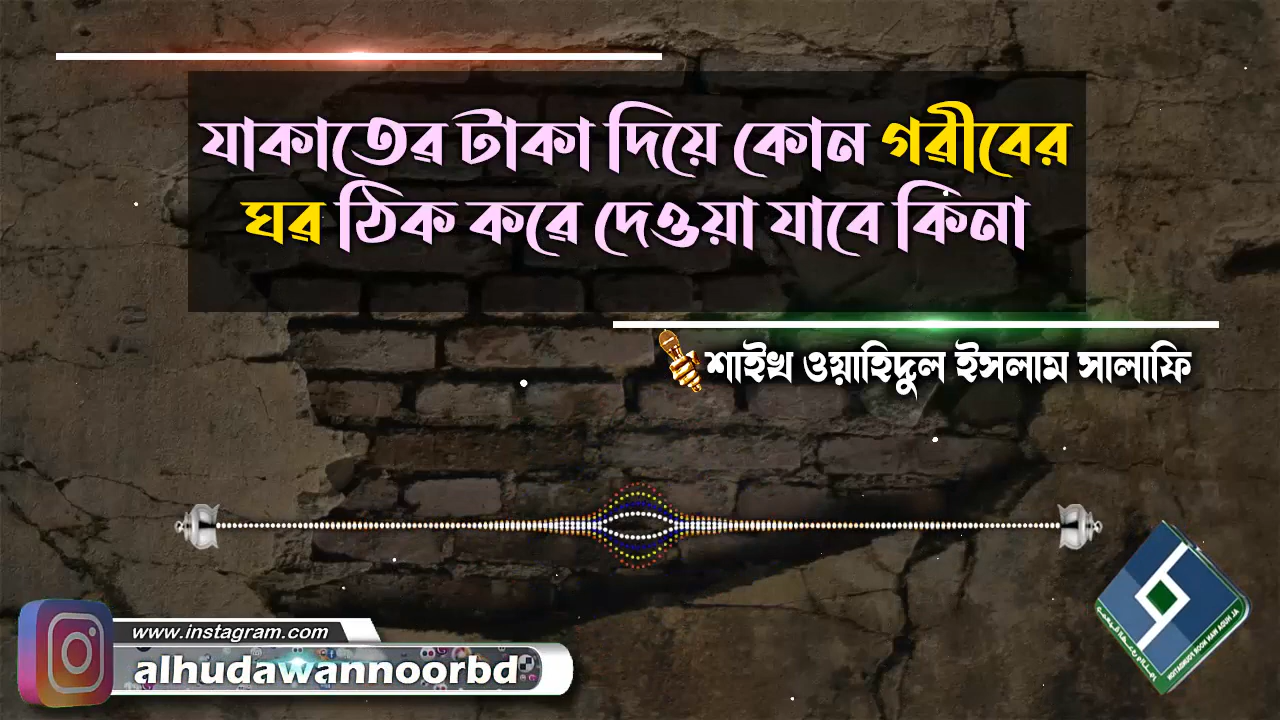 যাকাতের টাকা দিয়ে কোন গরীবের
ঘর ঠিক করে দেওয়া যাবে কিনা
শাইখ ওয়াহিদুল ইসলাম সালাফি
www.instagram.com
alhudawannoorbd